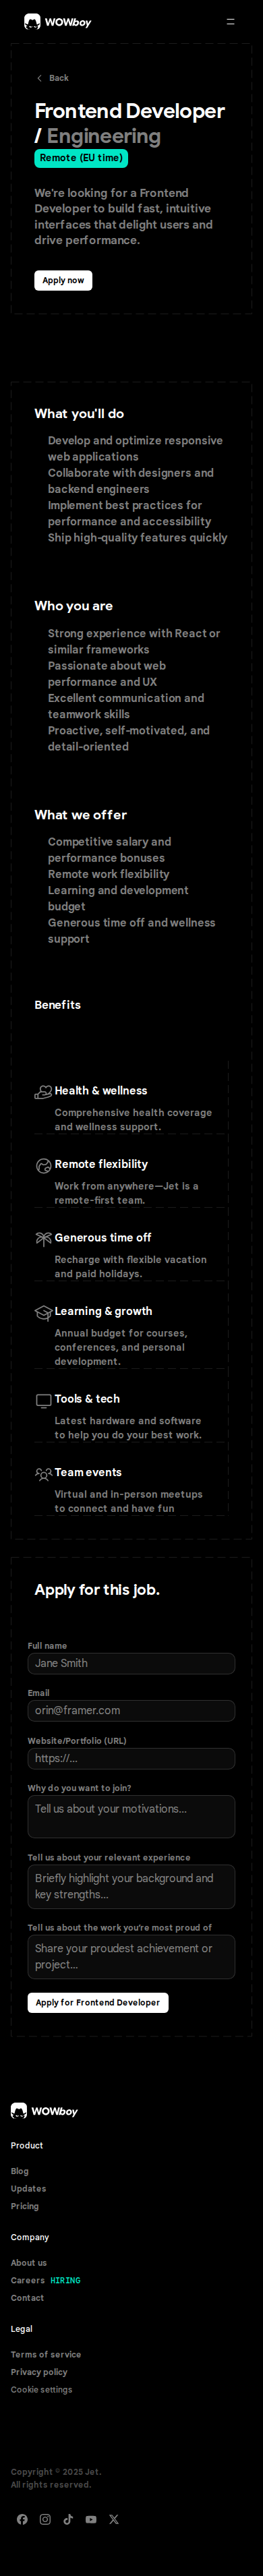 WOWboy
Back
Frontend Developer
/ Engineering
Remote (EU time)
We're looking for a Frontend
Developer to build fast, intuitive
interfaces that delight users and
drive performance.
Apply now
What you'll do
Develop and optimize responsive
web applications
Collaborate with designers and
backend engineers
Implement best practices for
performance and accessibility
Ship high-quality features quickly
Who you are
Strong experience with React or
similar frameworks
Passionate about web
performance and UX
Excellent communication and
teamwork skills
Proactive, self-motivated, and
detail-oriented
What we offer
Competitive salary and
performance bonuses
Remote work flexibility
Learning and development
budget
Generous time off and wellness
support
Benefits
Health & wellness
Comprehensive health coverage
and wellness support.
Remote flexibility
Work from anywhere—Jet is a
remote-first team.
Generous time off
Recharge with flexible vacation
and paid holidays.
Learning & growth
Annual budget for courses,
conferences, and personal
development.
Tools & tech
Latest hardware and software
to help you do your best work.
Team events
Virtual and in-person meetups
to connect and have fun
Apply for this job.
Full name
Jane Smith
Email
orin@framer.com
Website/Portfolio (URL)
https://...
Why do you want to join?
Tell us about your motivations...
Tell us about your relevant experience
Briefly highlight your background and
key strengths...
Tell us about the work you're most proud of
Share your proudest achievement or
project...
Apply for Frontend Developer
WOWboy
Product
Blog
Updates
Pricing
Company
About us
Careers HIRING
Contact
Legal
Terms of service
Privacy policy
Cookie settings
Copyright © 2025 Jet.
All rights reserved.